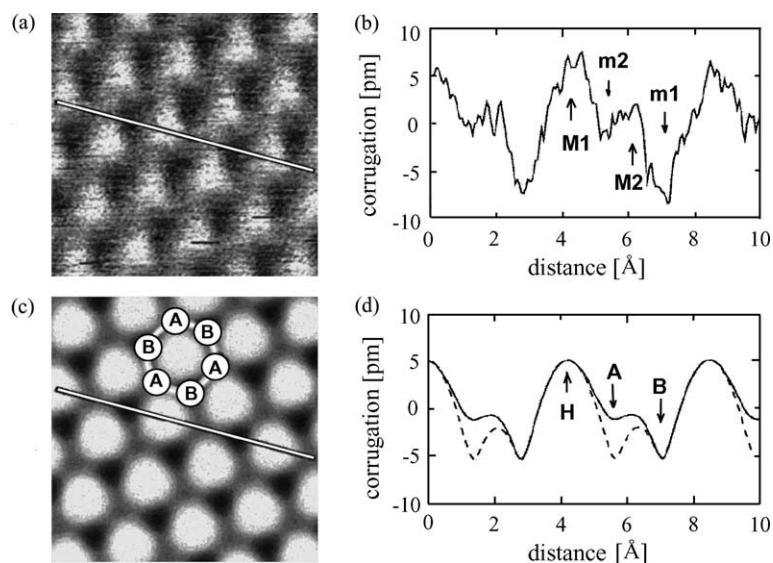 (a)
(b)
corrugation [pm]
10
5
0
-5
-10
m2
m1
M1
M2
0 2 4 6 8 10
distance [Å]
(c)
A
B B
A
A B
(d)
corrugation [pm]
10
5
0
-5
-10
A B
H
0 2 4 6 8 10
distance [Å]